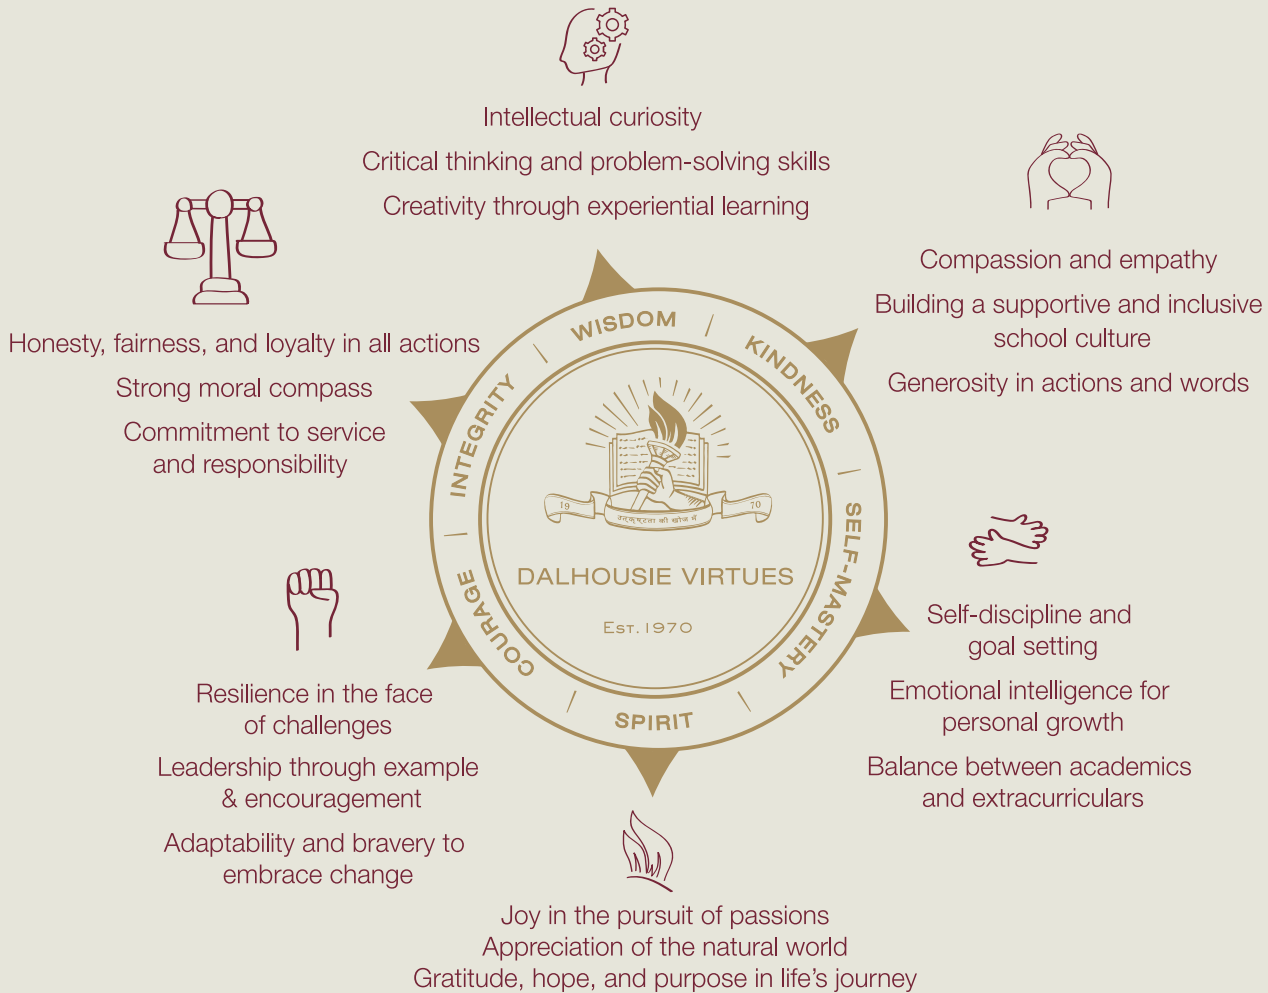 Intellectual curiosity
Critical thinking and problem-solving skills
Creativity through experiential learning
Compassion and empathy
Building a supportive and inclusive
school culture
Generosity in actions and words
Honesty, fairness, and loyalty in all actions
Strong moral compass
Commitment to service
and responsibility
WISDOM
KINDNESS
SELF-MASTERY
SPIRIT
COURAGE
INTEGRITY
19
70
उत्कृष्टता की खोज में
DALHOUSIE VIRTUES
EST. 1970
Self-discipline and
goal setting
Emotional intelligence for
personal growth
Balance between academics
and extracurriculars
Resilience in the face
of challenges
Leadership through example
& encouragement
Adaptability and bravery to
embrace change
Joy in the pursuit of passions
Appreciation of the natural world
Gratitude, hope, and purpose in life's journey